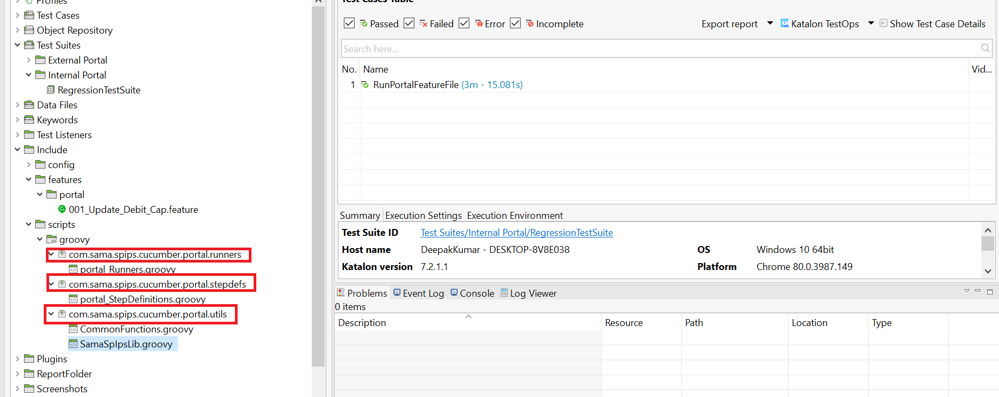 Profiles
Test Cases
Object Repository
Test Suites
External Portal
Internal Portal
RegressionTestSuite
Data Files
Keywords
Test Listeners
Include
config
features
portal
001_Update_Debit_Cap.feature
scripts
groovy
com.sama.spips.cucumber.portal.runners
portal_Runners.groovy
com.sama.spips.cucumber.portal.stepdefs
portal_StepDefinitions.groovy
com.sama.spips.cucumber.portal.utils
CommonFunctions.groovy
SamaSpIpsLib.groovy
Plugins
ReportFolder
Screenshots
Test Cases Table
Passed Failed Error Incomplete Export report Katalon TestOps Show Test Case Details
Search here...
No. Name Vid...
1 RunPortalFeatureFile (3m - 15.081s)
Summary Execution Settings Execution Environment
Test Suite ID Test Suites/Internal Portal/RegressionTestSuite
Host name DeepakKumar - DESKTOP-8V8E038 OS Windows 10 64bit
Katalon version 7.2.1.1 Platform Chrome 80.0.3987.149
Problems Event Log Console Log Viewer
0 items
Description Resource Path Location Type